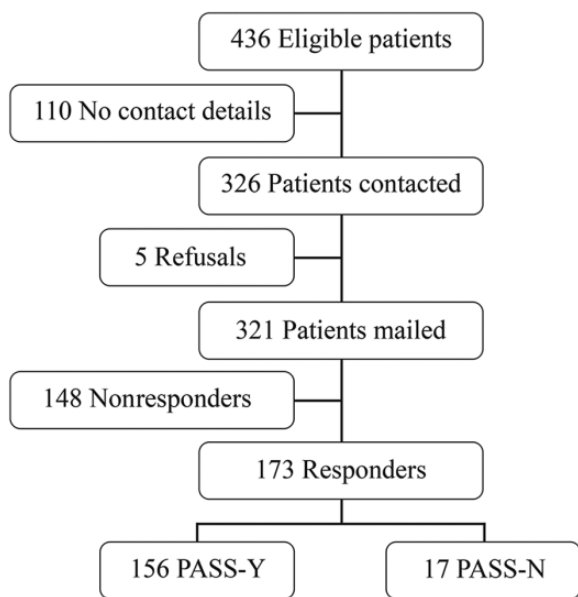 436 Eligible patients
110 No contact details
326 Patients contacted
5 Refusals
321 Patients mailed
148 Nonresponders
173 Responders
156 PASS-Y
17 PASS-N